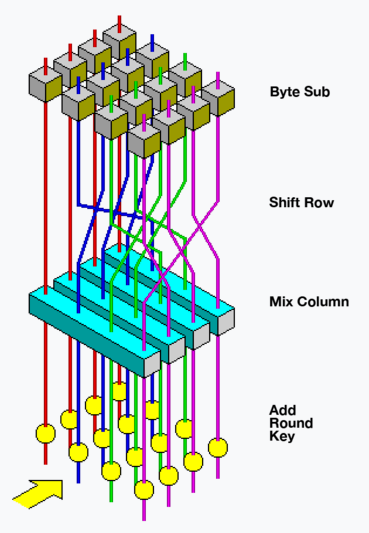 Byte Sub
Shift Row
Mix Column
Add
Round
Key